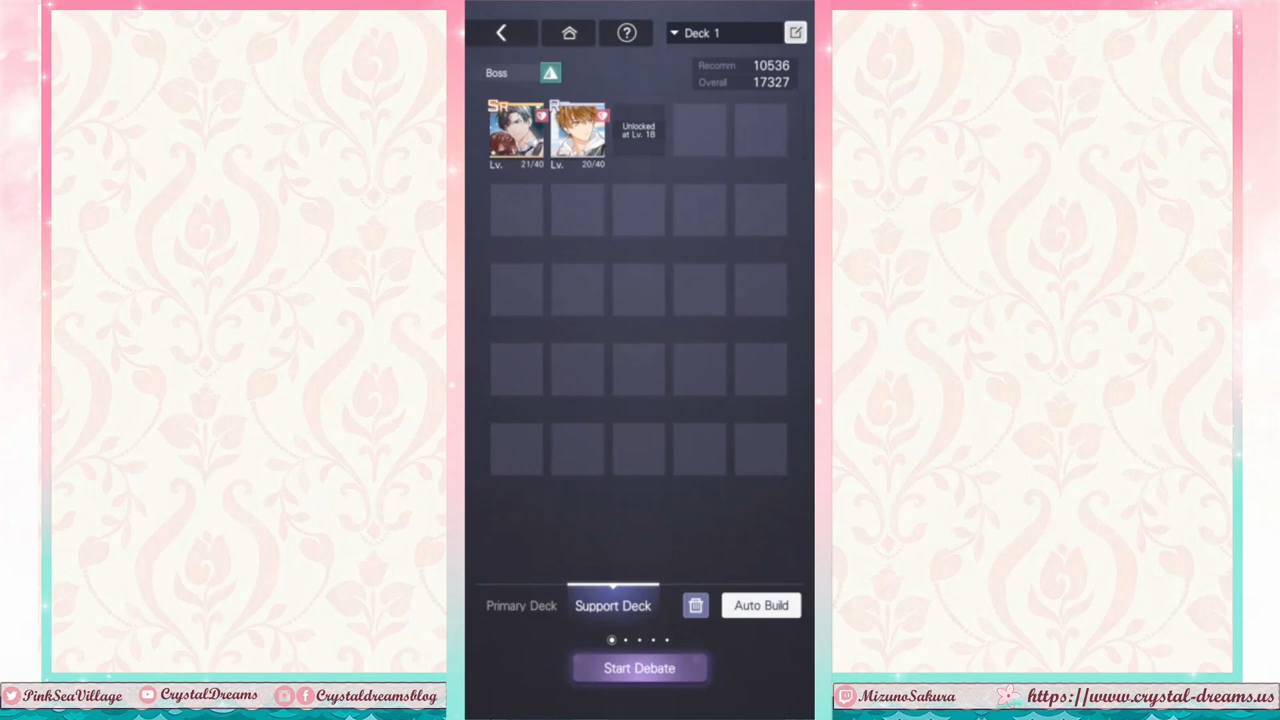 Deck 1
Boss
Recomm 10536
Overall 17327
SR
R
Unlocked
at Lv. 18
Lv. 21/40
Lv. 20/40
Primary Deck
Support Deck
Auto Build
Start Debate
PinkSeaVillage
CrystalDreams
Crystaldreamsblog
MizunoSakura
https://www.crystal-dreams.us